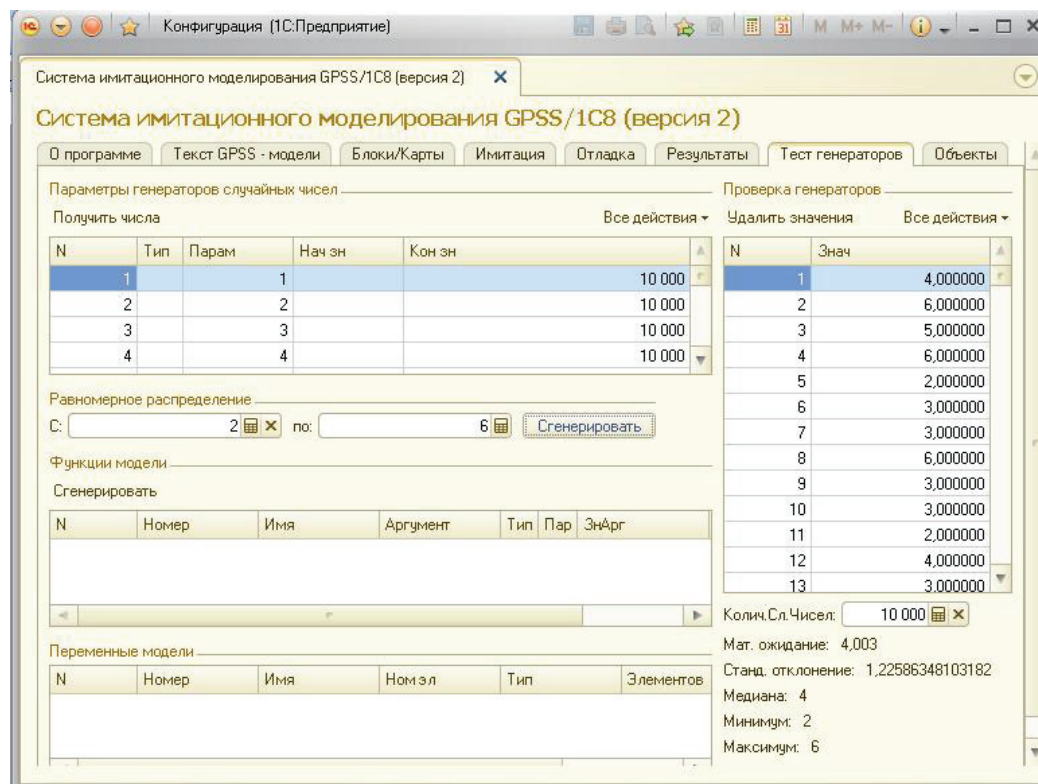 Конфигурация (1С:Предприятие)
M M+ M-
Система имитационного моделирования GPSS/1C8 (версия 2)
Система имитационного моделирования GPSS/1C8 (версия 2)
О программе Текст GPSS - модели Блоки/Карты Имитация Отладка Результаты Тест генераторов Объекты
Параметры генераторов случайных чисел
Получить числа Все действия
N Тип Парам Нач зн Кон зн
1 1 10 000
2 2 10 000
3 3 10 000
4 4 10 000
Равномерное распределение
С: 2 по: 6 Сгенерировать
Функции модели
Сгенерировать
N Номер Имя Аргумент Тип Пар ЗнАрг
Переменные модели
N Номер Имя Ном эл Тип Элементов
Проверка генераторов
Удалить значения Все действия
N Знач
1 4,000000
2 6,000000
3 5,000000
4 6,000000
5 2,000000
6 3,000000
7 3,000000
8 6,000000
9 3,000000
10 3,000000
11 2,000000
12 4,000000
13 3,000000
Колич.Сл.Чисел: 10 000
Мат. ожидание: 4,003
Станд. отклонение: 1,22586348103182
Медиана: 4
Минимум: 2
Максимум: 6